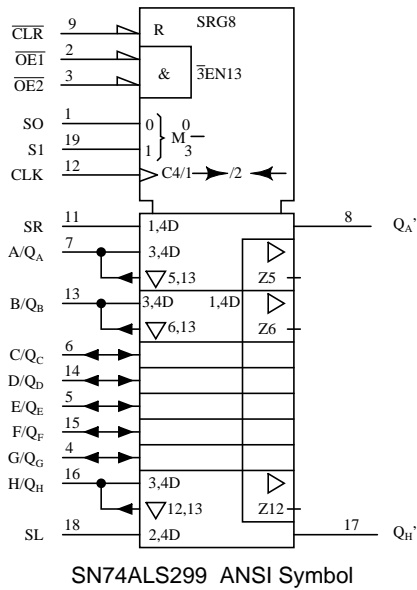 SRG8
CLR 9 R
OE1 2
& 3EN13
OE2 3
SO 1 0 0
M
S1 19 1 3
CLK 12 C4/1 /2
SR 11 1,4D 8 QA’
A/QA 7 3,4D
5,13 Z5
B/QB 13 3,4D 1,4D
6,13 Z6
C/QC 6
D/QD 14
E/QE 5
F/QF 15
G/QG 4
H/QH 16 3,4D
12,13 Z12
SL 18 2,4D 17 QH’
SN74ALS299 ANSI Symbol